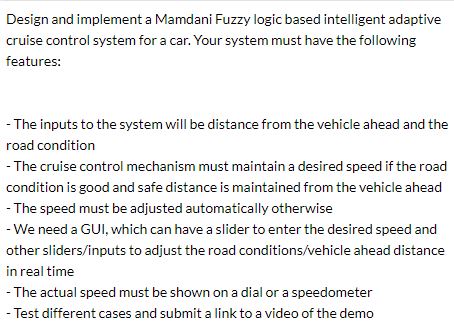 Design and implement a Mamdani Fuzzy logic based intelligent adaptive
cruise control system for a car. Your system must have the following
features:
- The inputs to the system will be distance from the vehicle ahead and the
road condition
- The cruise control mechanism must maintain a desired speed if the road
condition is good and safe distance is maintained from the vehicle ahead
- The speed must be adjusted automatically otherwise
- We need a GUI, which can have a slider to enter the desired speed and
other sliders/inputs to adjust the road conditions/vehicle ahead distance
in real time
- The actual speed must be shown on a dial or a speedometer
- Test different cases and submit a link to a video of the demo